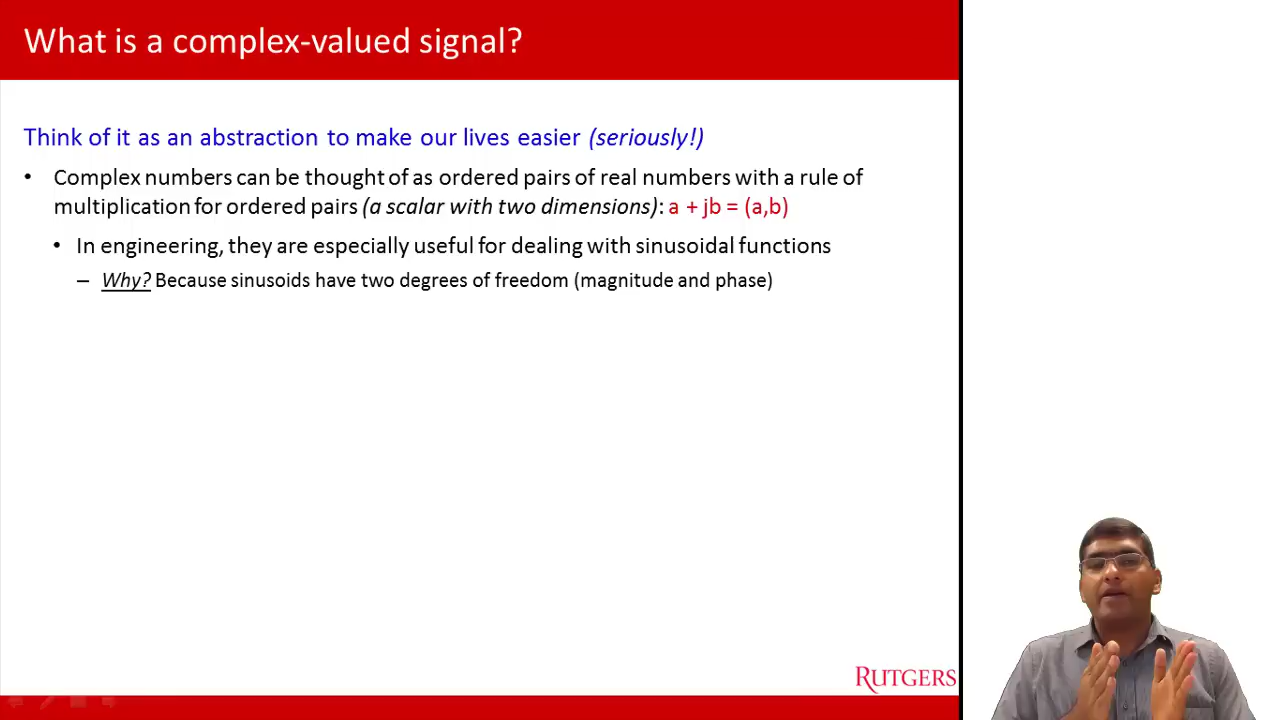 What is a complex-valued signal?
Think of it as an abstraction to make our lives easier (seriously!)
• Complex numbers can be thought of as ordered pairs of real numbers with a rule of
multiplication for ordered pairs (a scalar with two dimensions): a + jb = (a,b)
• In engineering, they are especially useful for dealing with sinusoidal functions
– Why? Because sinusoids have two degrees of freedom (magnitude and phase)
RUTGERS